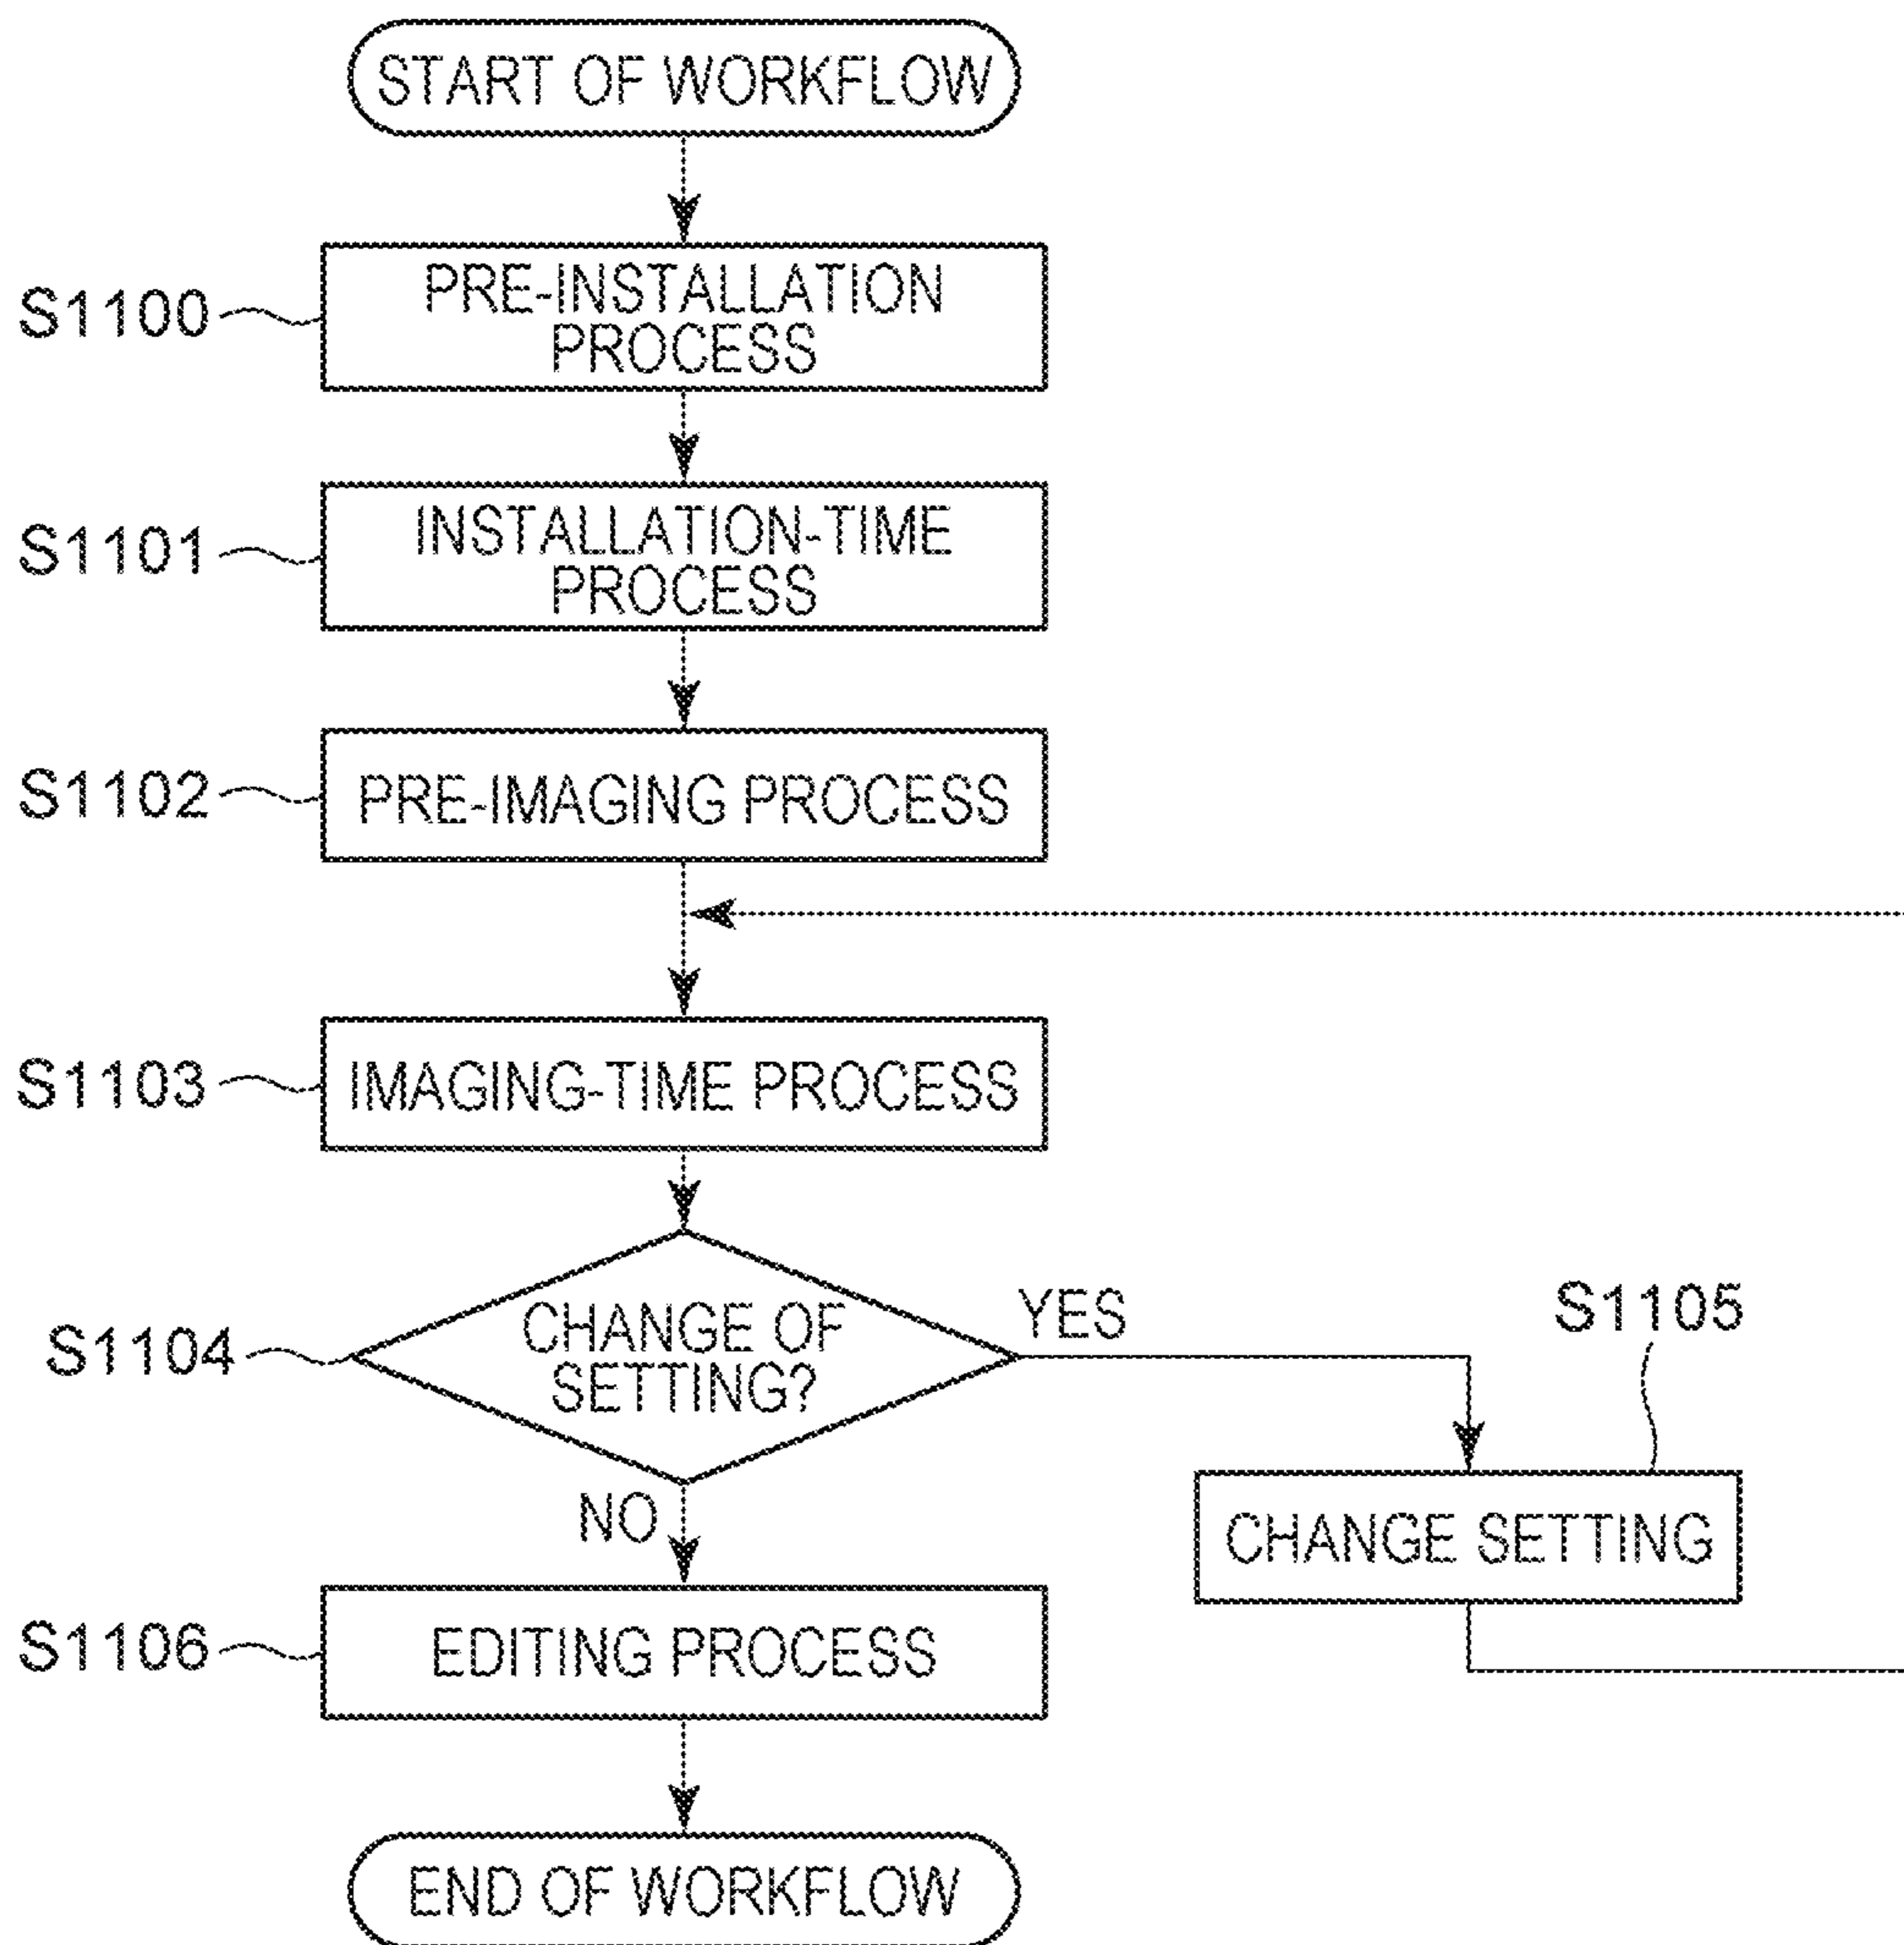 START OF WORKFLOW
S1100
PRE-INSTALLATION
PROCESS
S1101
INSTALLATION-TIME
PROCESS
S1102
PRE-IMAGING PROCESS
S1103
IMAGING-TIME PROCESS
S1104
CHANGE OF
SETTING?
YES
S1105
CHANGE SETTING
NO
S1106
EDITING PROCESS
END OF WORKFLOW